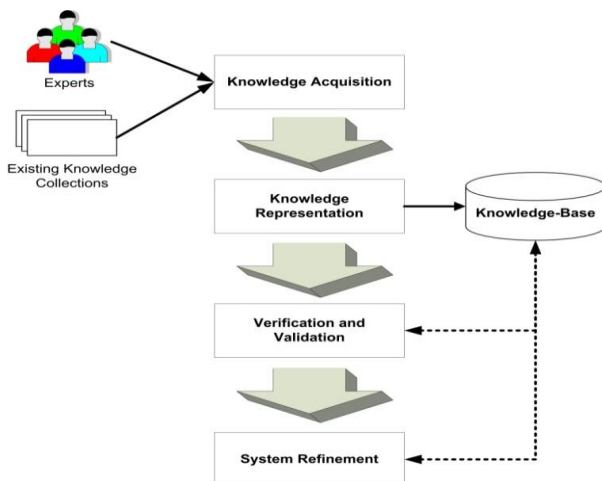 Experts
Existing Knowledge
Collections
Knowledge Acquisition
Knowledge
Representation
Knowledge-Base
Verification and
Validation
System Refinement